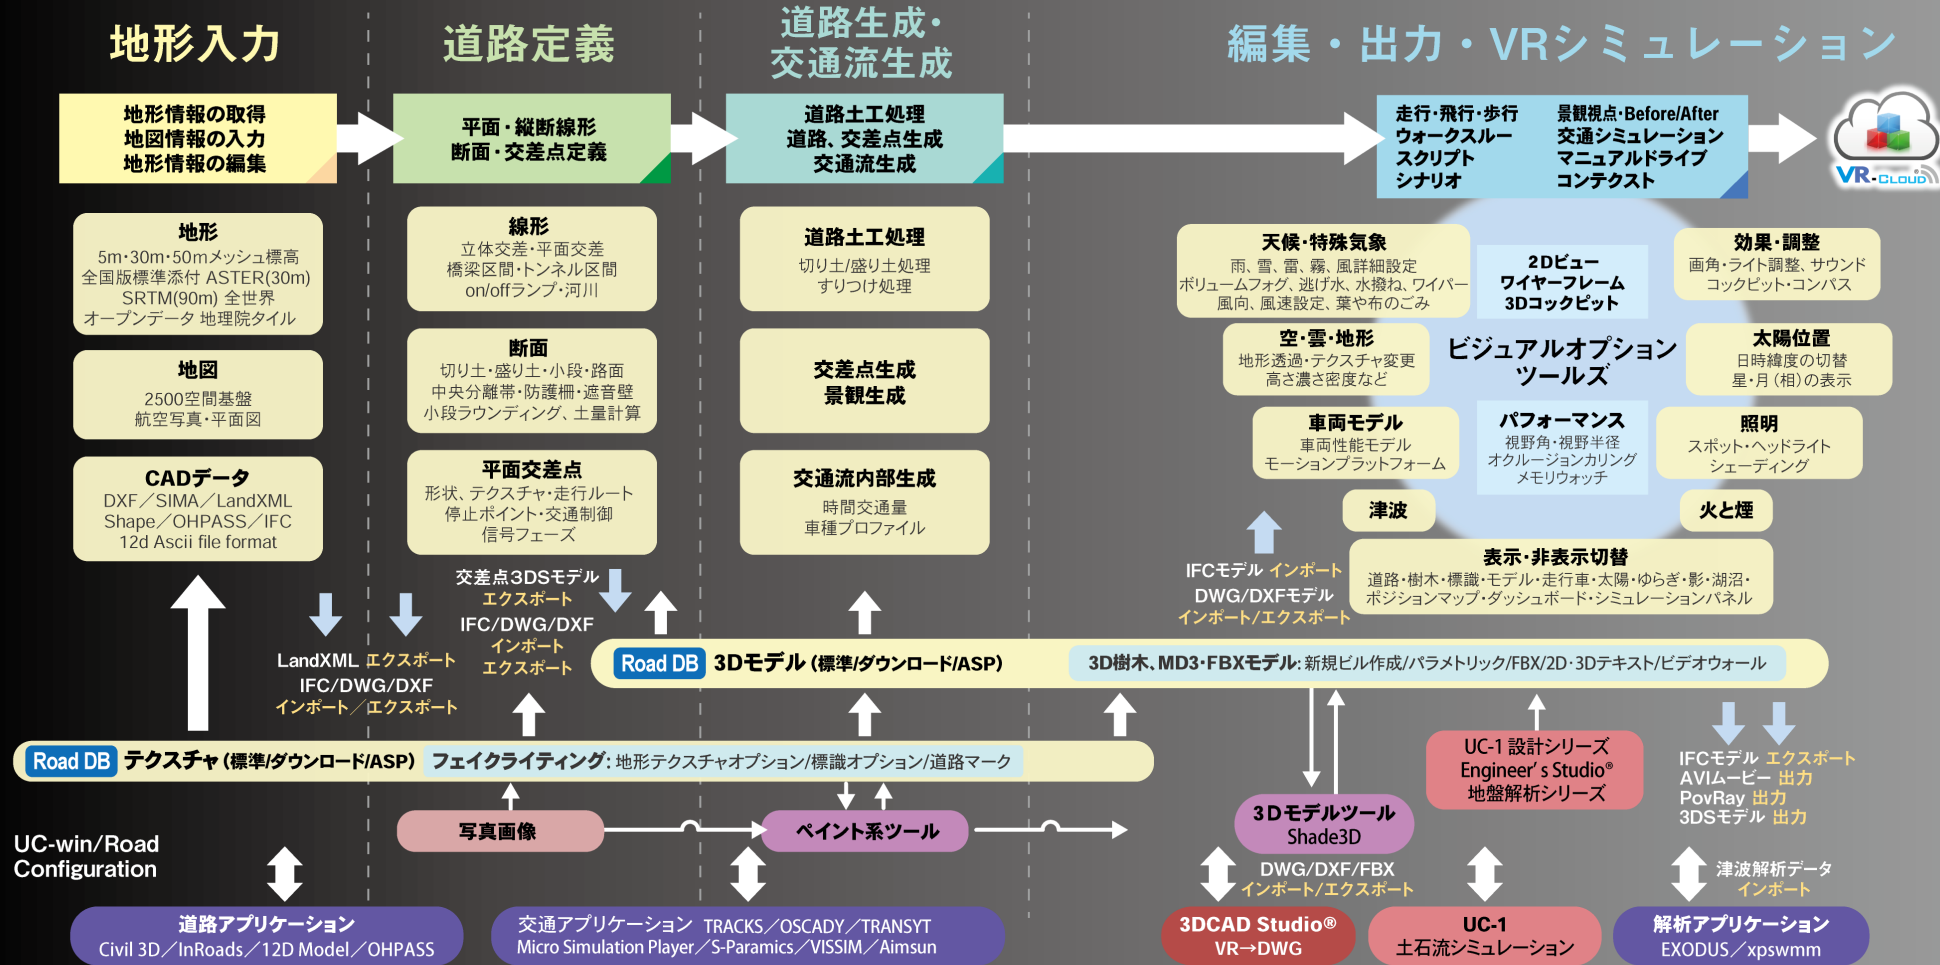 地形入力
道路定義
道路生成・
交通流生成
編集・出力・VRシミュレーション
地形情報の取得
地図情報の入力
地形情報の編集
平面・縦断線形
断面・交差点定義
道路土工処理
道路、交差点生成
交通流生成
走行・飛行・歩行
ウォークスルー
スクリプト
シナリオ
景観視点・Before/After
交通シミュレーション
マニュアルドライブ
コンテクスト
VR-CLOUD
地形
5m・30m・50mメッシュ標高
全国版標準添付 ASTER(30m)
SRTM(90m) 全世界
オープンデータ 地理院タイル
地図
2500空間基盤
航空写真・平面図
CADデータ
DXF／SIMA／LandXML
Shape／OHPASS／IFC
12d Ascii file format
線形
立体交差・平面交差
橋梁区間・トンネル区間
on/offランプ・河川
断面
切り土・盛り土・小段・路面
中央分離帯・防護柵・遮音壁
小段ラウンディング、土量計算
平面交差点
形状、テクスチャ・走行ルート
停止ポイント・交通制御
信号フェーズ
道路土工処理
切り土/盛り土処理
すりつけ処理
交差点生成
景観生成
交通流内部生成
時間交通量
車種プロファイル
天候・特殊気象
雨、雪、雷、霧、風詳細設定
ボリュームフォグ、逃げ水、水撥ね、ワイパー
風向、風速設定、葉や布のごみ
空・雲・地形
地形透過・テクスチャ変更
高さ濃さ密度など
車両モデル
車両性能モデル
モーションプラットフォーム
津波
2Dビュー
ワイヤーフレーム
3Dコックピット
ビジュアルオプション
ツールズ
パフォーマンス
視野角・視野半径
オクルージョンカリング
メモリウォッチ
効果・調整
画角・ライト調整、サウンド
コックピット・コンパス
太陽位置
日時緯度の切替
星・月（相）の表示
照明
スポット・ヘッドライト
シェーディング
火と煙
表示・非表示切替
道路・樹木・標識・モデル・走行車・太陽・ゆらぎ・影・湖沼・
ポジションマップ・ダッシュボード・シミュレーションパネル
LandXML エクスポート
IFC/DWG/DXF
インポート／エクスポート
交差点3DSモデル
エクスポート
IFC/DWG/DXF
インポート
エクスポート
IFCモデル インポート
DWG/DXFモデル
インポート/エクスポート
Road DB 3Dモデル（標準/ダウンロード/ASP）
3D樹木、MD3・FBXモデル：新規ビル作成/パラメトリック/FBX/2D・3Dテキスト/ビデオウォール
Road DB テクスチャ（標準/ダウンロード/ASP） フェイクライティング：地形テクスチャオプション/標識オプション/道路マーク
UC-1 設計シリーズ
Engineer's Studio®
地盤解析シリーズ
IFCモデル エクスポート
AVIムービー 出力
PovRay 出力
3DSモデル 出力
写真画像
ペイント系ツール
3Dモデルツール
Shade3D
UC-win/Road
Configuration
DWG/DXF/FBX
インポート/エクスポート
津波解析データ
インポート
道路アプリケーション
Civil 3D／InRoads／12D Model／OHPASS
交通アプリケーション TRACKS／OSCADY／TRANSYT
Micro Simulation Player／S-Paramics／VISSIM／Aimsun
3DCAD Studio®
VR→DWG
UC-1
土石流シミュレーション
解析アプリケーション
EXODUS／xpswmm